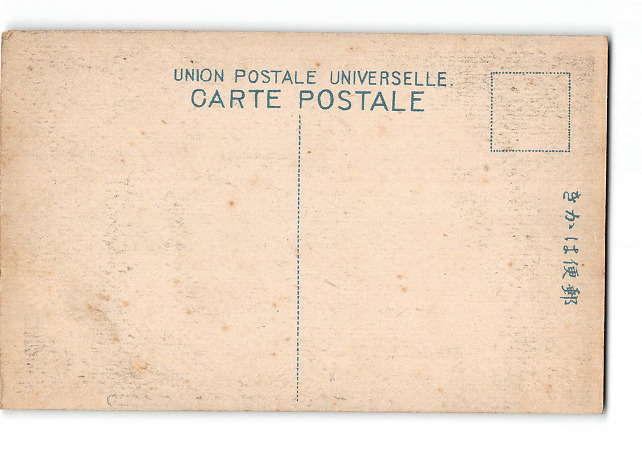 UNION POSTALE UNIVERSELLE.
CARTE POSTALE
きかは便郵